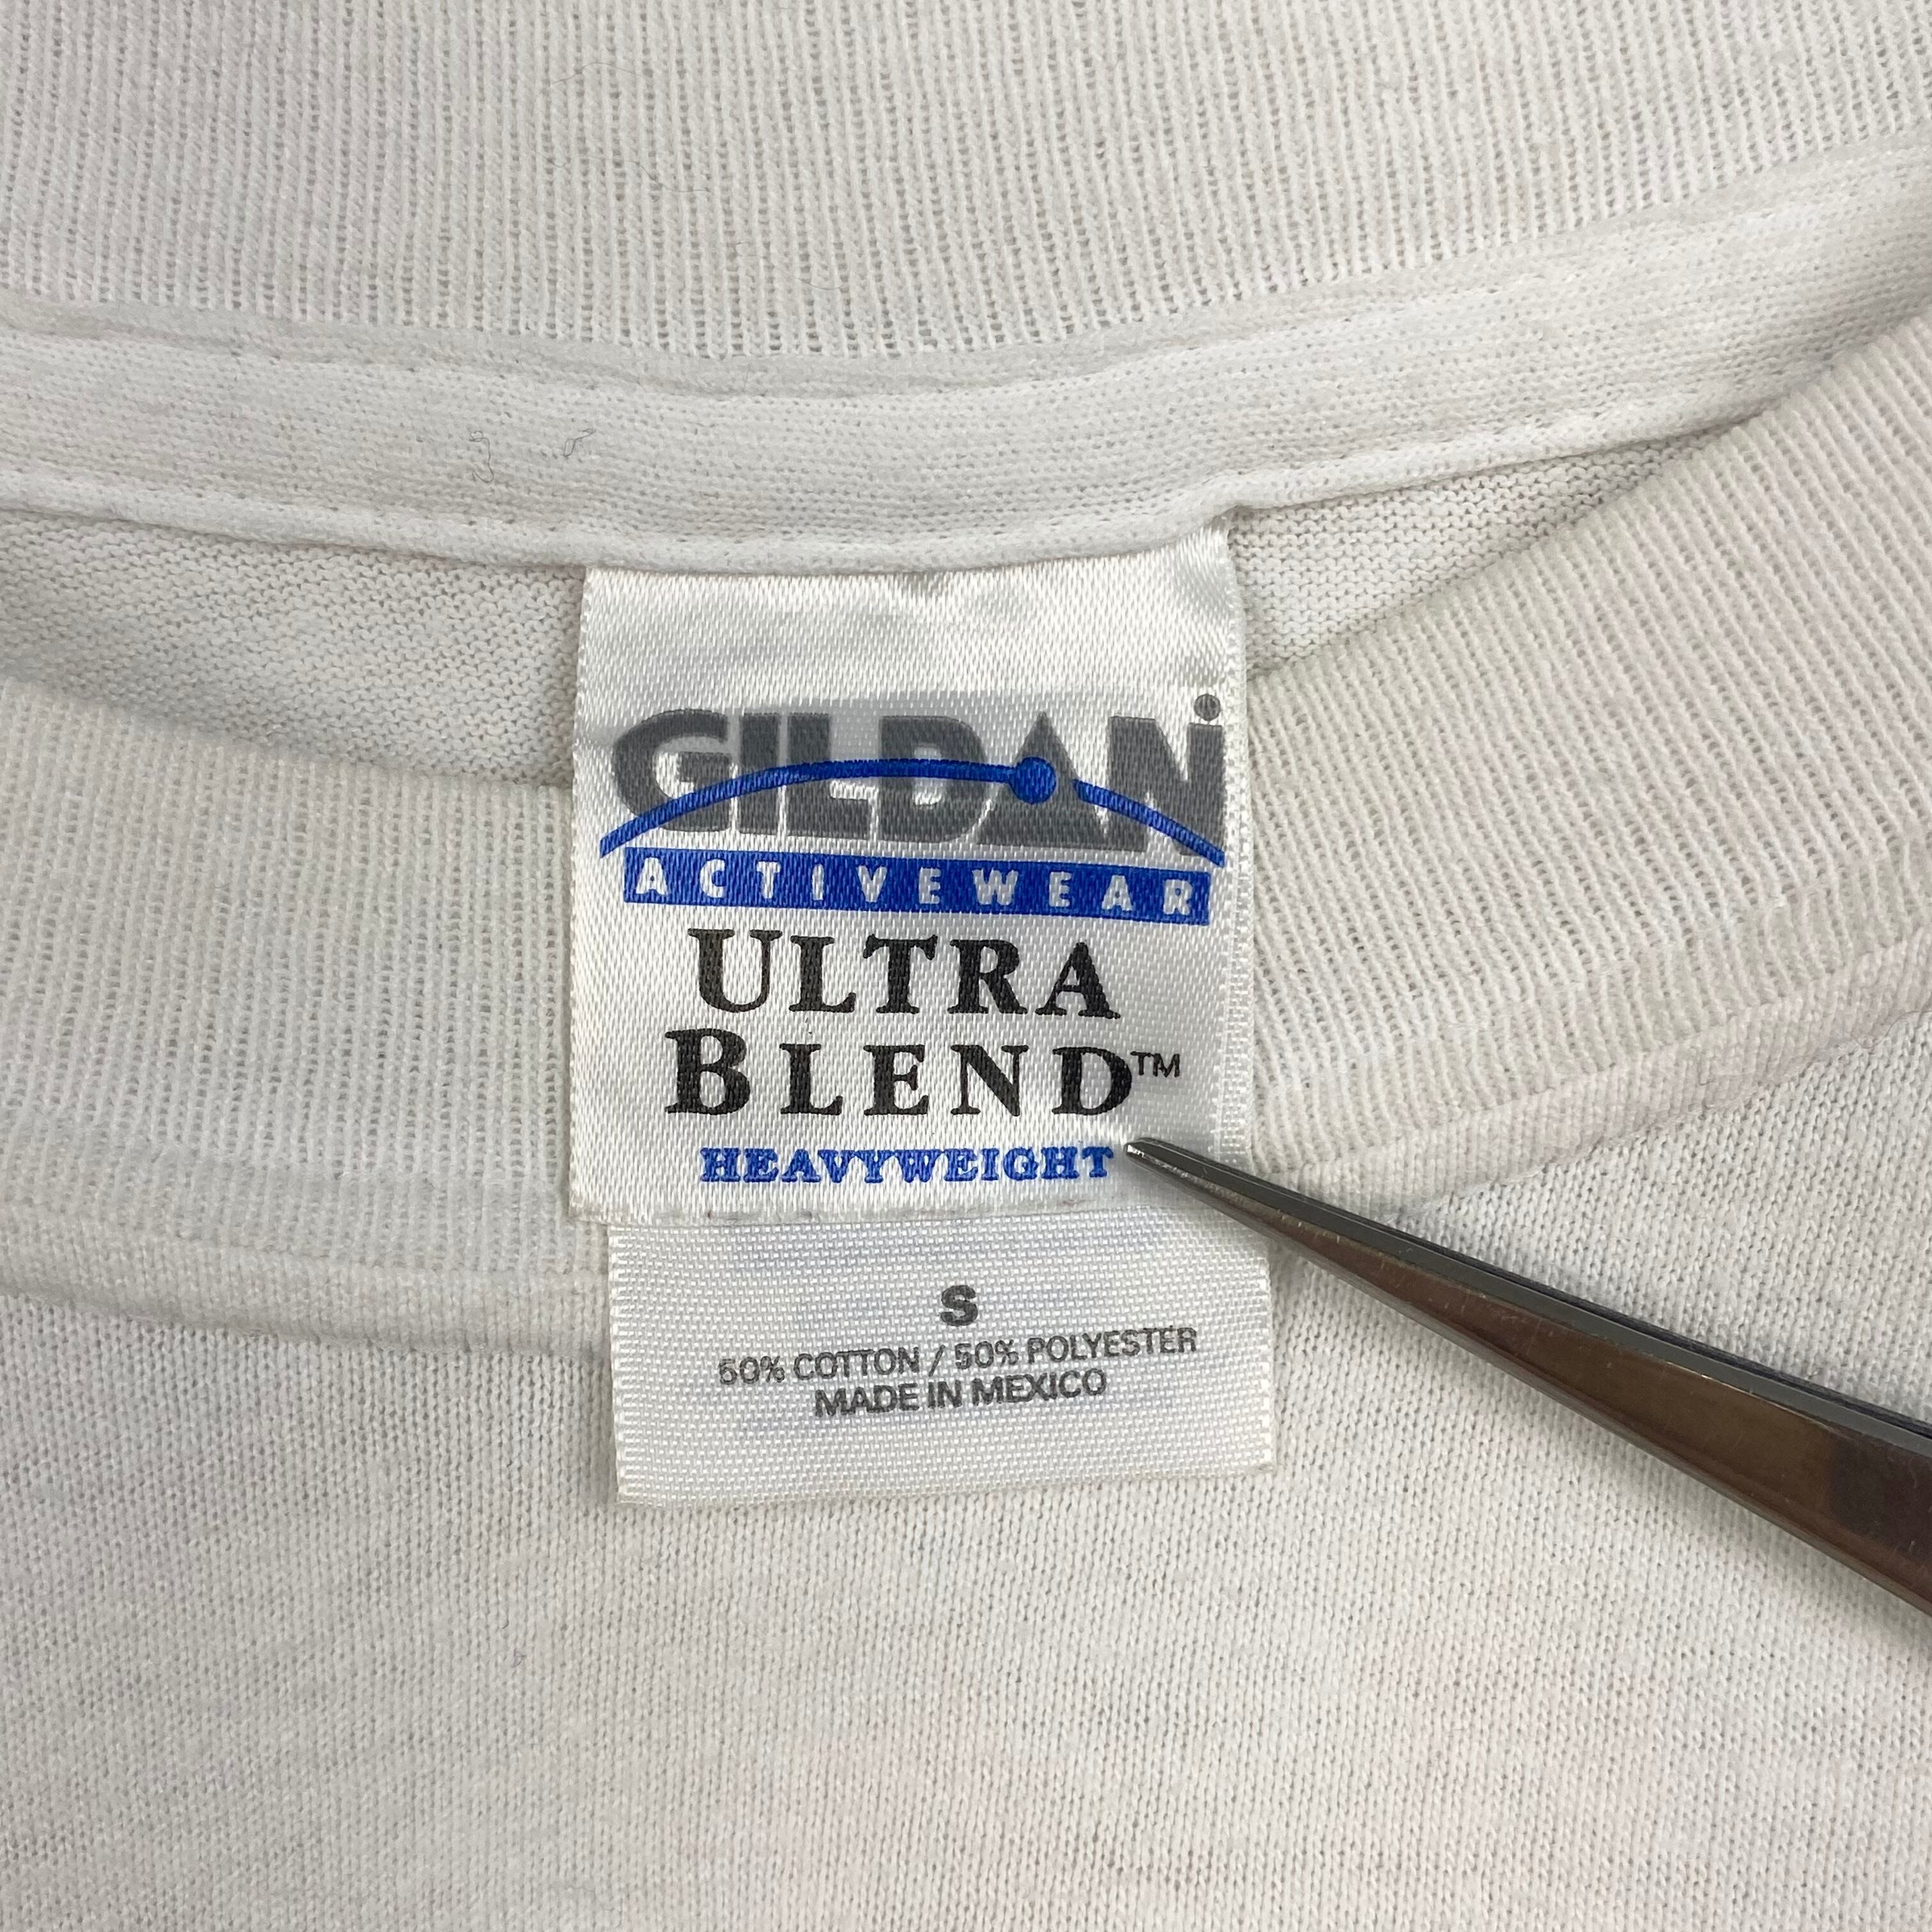 GILDAN®
ACTIVEWEAR
ULTRA
BLEND™
HEAVYWEIGHT
S
50% COTTON / 50% POLYESTER
MADE IN MEXICO